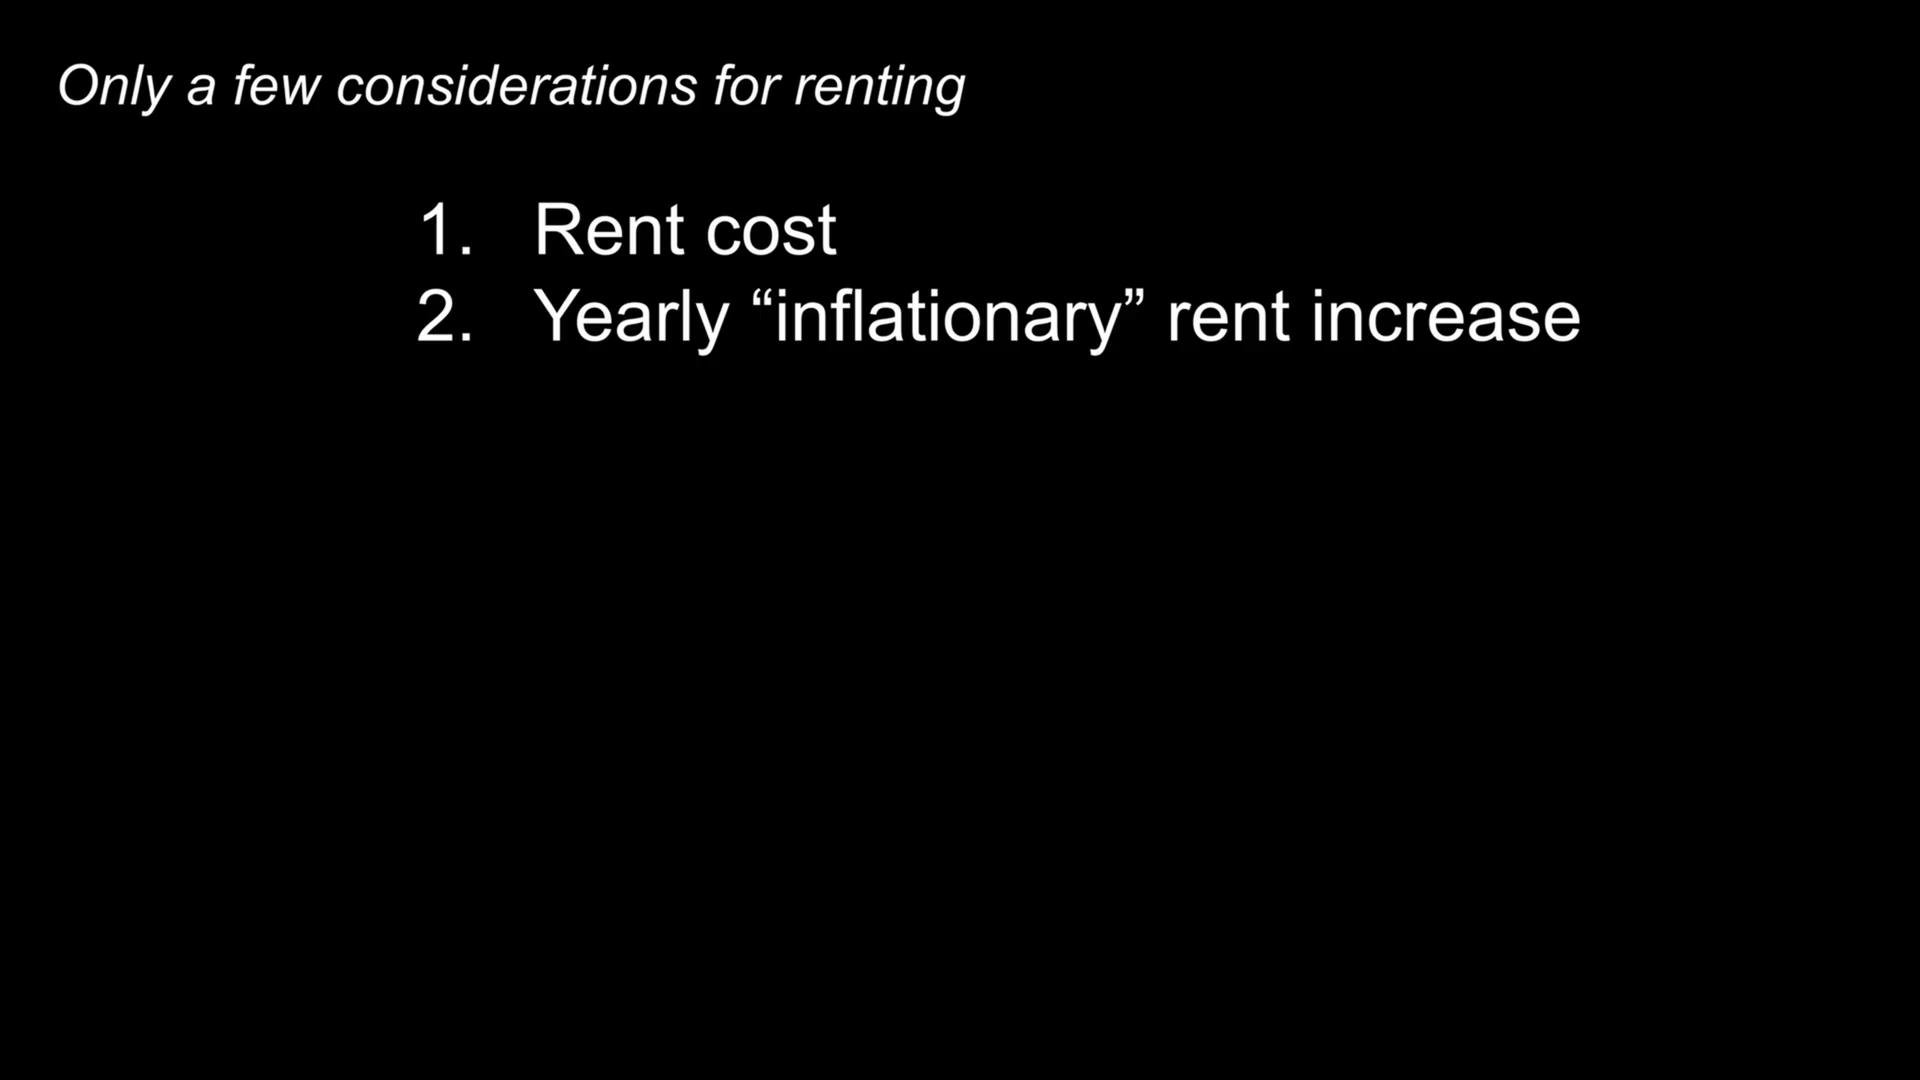 Only a few considerations for renting
1. Rent cost
2. Yearly “inflationary” rent increase